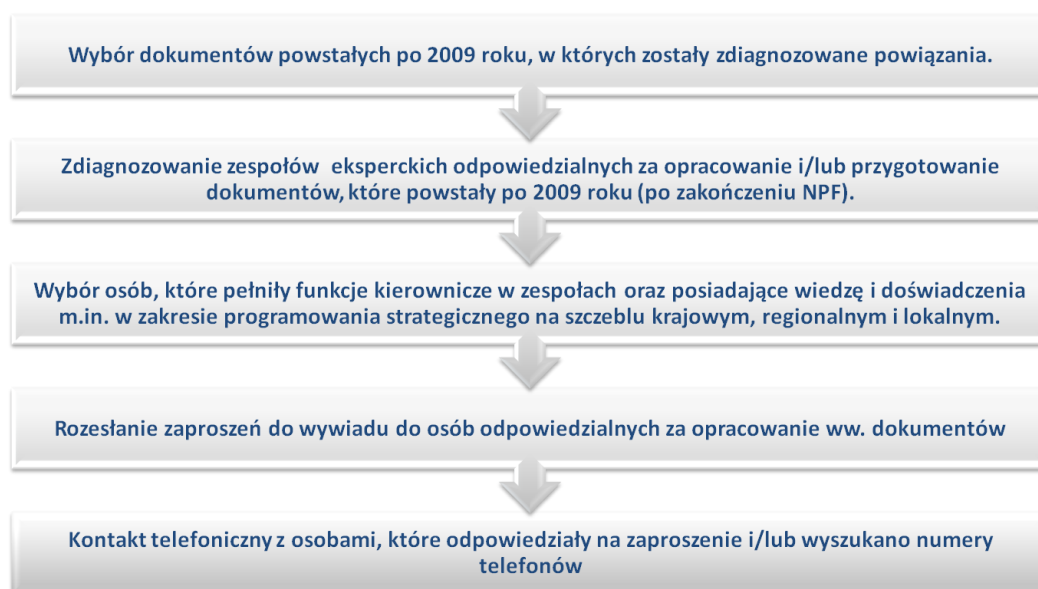 Wybór dokumentów powstałych po 2009 roku, w których zostały zdiagnozowane powiązania.
Zdiagnozowanie zespołów eksperckich odpowiedzialnych za opracowanie i/lub przygotowanie
dokumentów, które powstały po 2009 roku (po zakończeniu NPF).
Wybór osób, które pełniły funkcje kierownicze w zespołach oraz posiadające wiedzę i doświadczenia
m.in. w zakresie programowania strategicznego na szczeblu krajowym, regionalnym i lokalnym.
Rozesłanie zaproszeń do wywiadu do osób odpowiedzialnych za opracowanie ww. dokumentów
Kontakt telefoniczny z osobami, które odpowiedziały na zaproszenie i/lub wyszukano numery
telefonów